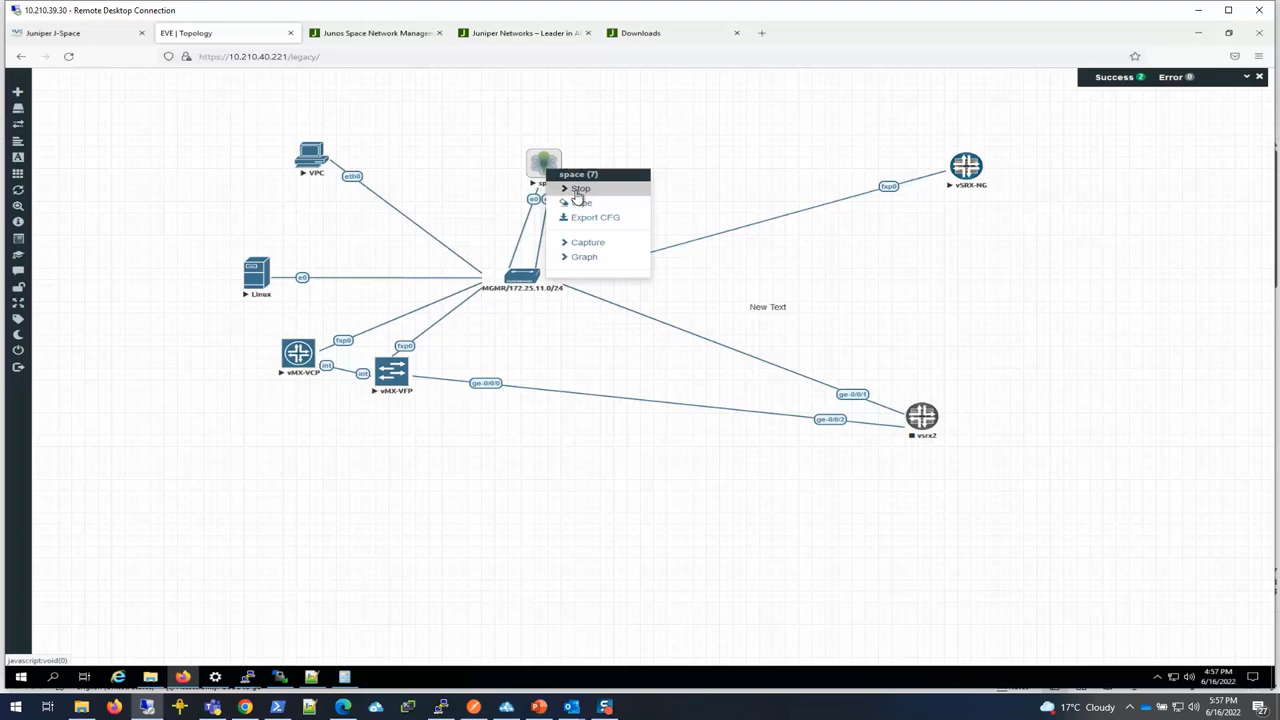 10.210.39.30 - Remote Desktop Connection
Juniper J-Space
EVE | Topology
Junos Space Network Managem
Juniper Networks – Leader in AI
Downloads
https://10.210.40.221/legacy/
Success 2 Error 0
VPC
eth0
space (7)
Stop
Export CFG
Capture
Graph
e0
fxp0
vSRX-NG
Linux
e0
MGMR/172.25.11.0/24
New Text
fxp0
fxp0
int
int
vMX-VCP
vMX-VFP
ge-0/0/0
ge-0/0/1
ge-0/0/2
vsrx2
javascript:void(0)
4:57 PM
6/16/2022
17°C Cloudy
5:57 PM
6/16/2022
27